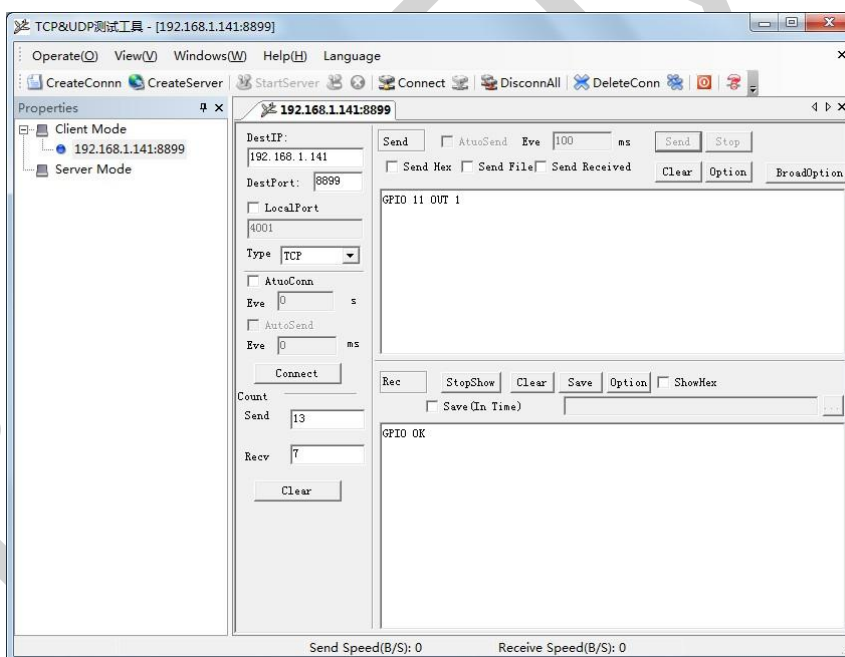 TCP&UDP测试工具 - [192.168.1.141:8899]
Operate(O) View(V) Windows(W) Help(H) Language
CreateConnn CreateServer StartServer Connect DisconnAll DeleteConn
Properties
Client Mode
192.168.1.141:8899
Server Mode
192.168.1.141:8899
DestIP:
192.168.1.141
DestPort: 8899
LocalPort
4001
Type TCP
AtuoConn
Eve 0 s
AutoSend
Eve 0 ms
Connect
Count
Send 13
Recv 7
Clear
Send AtuoSend Eve 100 ms Send Stop
Send Hex Send File Send Received Clear Option BroadOption
GPIO 11 OUT 1
Rec StopShow Clear Save Option ShowHex
Save(In Time) ...
GPIO OK
Send Speed(B/S): 0 Receive Speed(B/S): 0